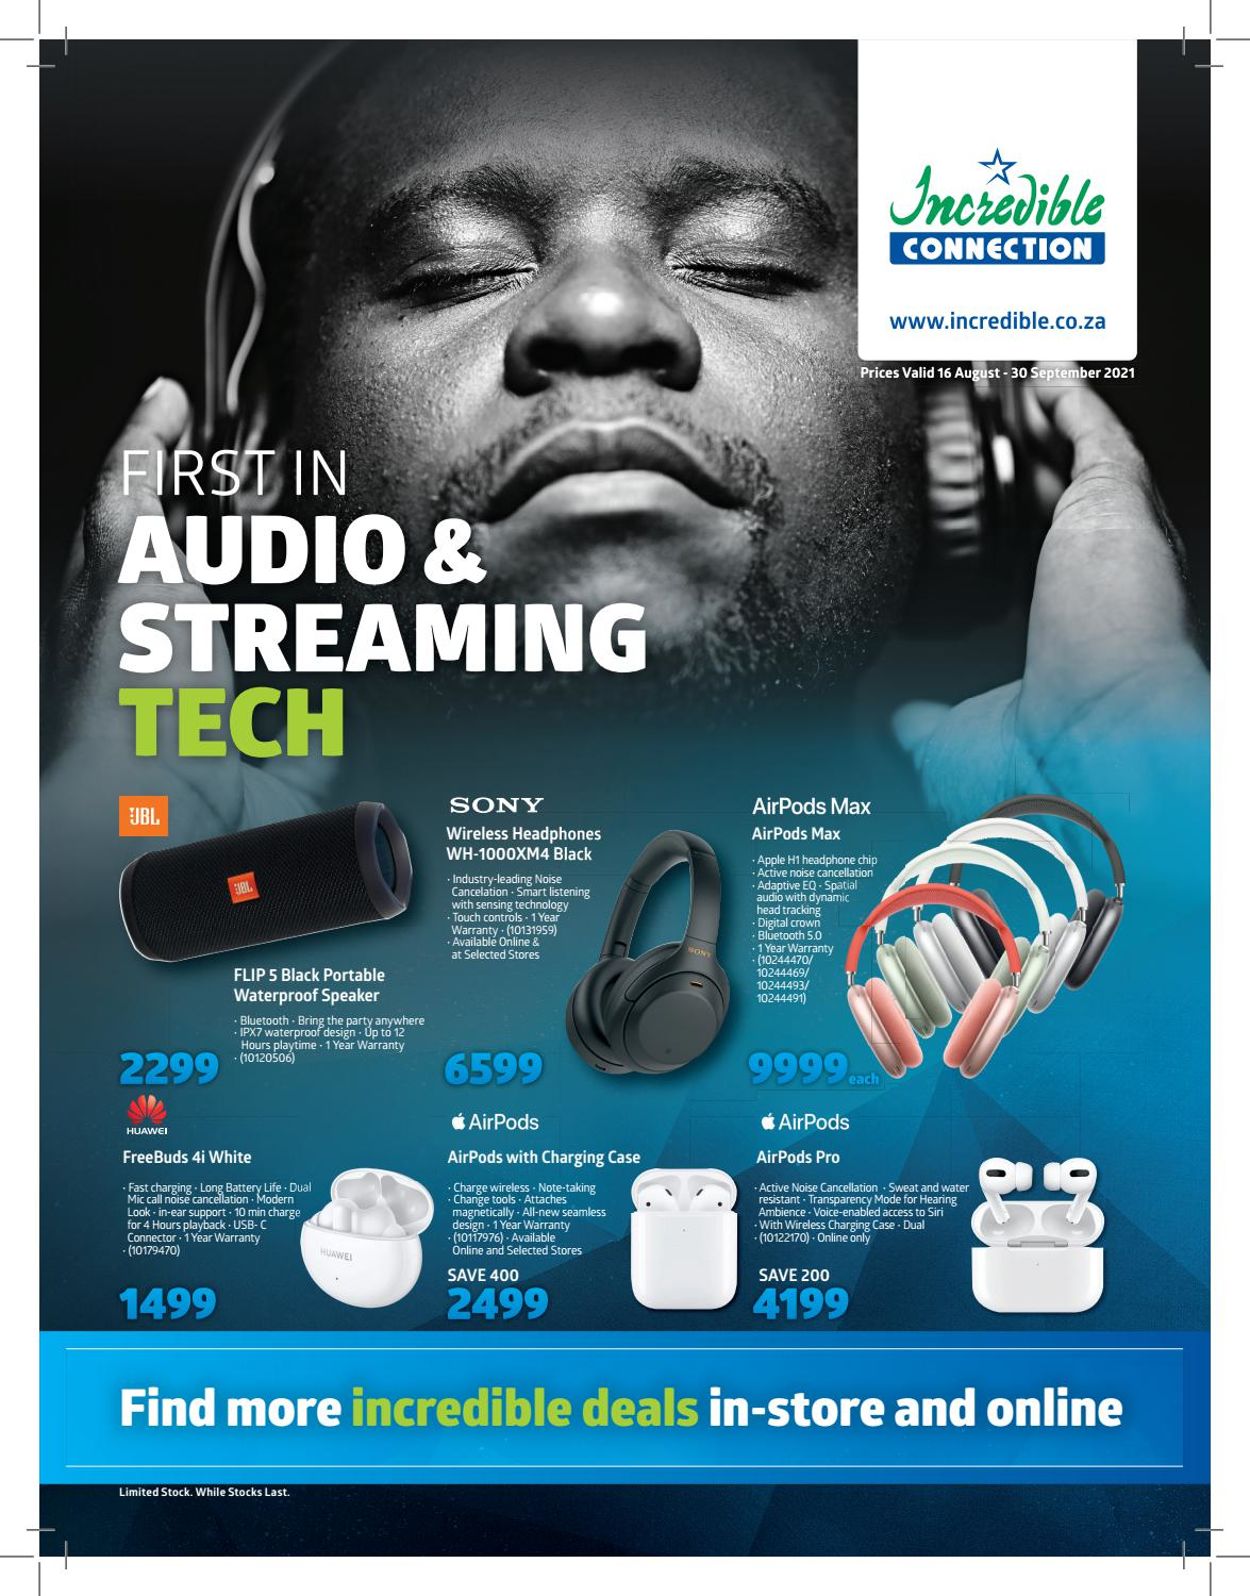 Incredible
CONNECTION
www.incredible.co.za
Prices Valid 16 August - 30 September 2021
FIRST IN
AUDIO &
STREAMING
TECH
JBL
JBL
FLIP 5 Black Portable
Waterproof Speaker
· Bluetooth · Bring the party anywhere
· IPX7 waterproof design · Up to 12
Hours playtime · 1 Year Warranty
· (10120506)
2299
SONY
Wireless Headphones
WH-1000XM4 Black
· Industry-leading Noise
Cancelation · Smart listening
with sensing technology
· Touch controls · 1 Year
Warranty · (10131959)
· Available Online &
at Selected Stores
SONY
6599
AirPods Max
AirPods Max
· Apple H1 headphone chip
· Active noise cancellation
· Adaptive EQ · Spatial
audio with dynamic
head tracking
· Digital crown
· Bluetooth 5.0
· 1 Year Warranty
· (10244470/
10244469/
10244493/
10244491)
9999 each
HUAWEI
FreeBuds 4i White
· Fast charging · Long Battery Life · Dual
Mic call noise cancellation · Modern
Look · in-ear support · 10 min charge
for 4 Hours playback · USB- C
Connector · 1 Year Warranty
· (10179470)
HUAWEI
1499
AirPods
AirPods with Charging Case
· Charge wireless · Note-taking
· Change tools · Attaches
magnetically · All-new seamless
design · 1 Year Warranty
· (10117976) · Available
Online and Selected Stores
SAVE 400
2499
AirPods
AirPods Pro
· Active Noise Cancellation · Sweat and water
resistant · Transparency Mode for Hearing
Ambience · Voice-enabled access to Siri
· With Wireless Charging Case · Dual
· (10122170) · Online only
SAVE 200
4199
Find more incredible deals in-store and online
Limited Stock. While Stocks Last.